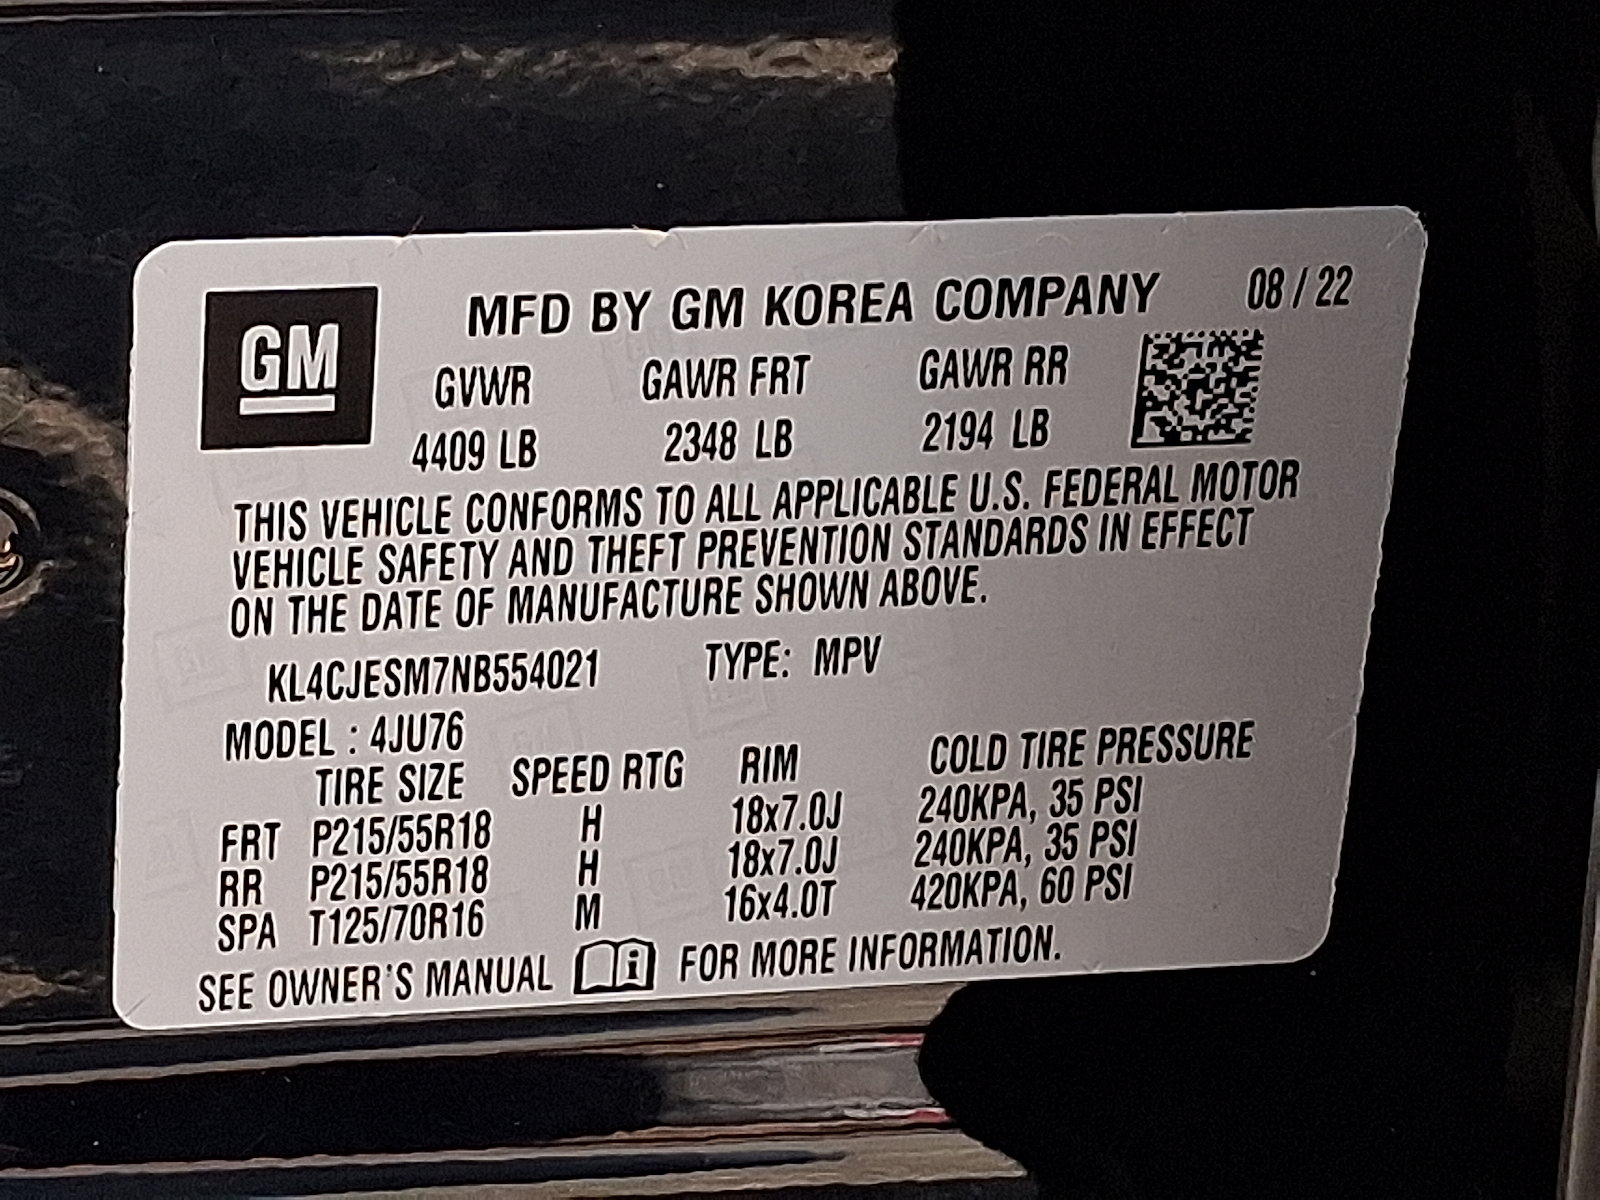 GM
MFD BY GM KOREA COMPANY 08 / 22
GVWR GAWR FRT GAWR RR
4409 LB 2348 LB 2194 LB
THIS VEHICLE CONFORMS TO ALL APPLICABLE U.S. FEDERAL MOTOR
VEHICLE SAFETY AND THEFT PREVENTION STANDARDS IN EFFECT
ON THE DATE OF MANUFACTURE SHOWN ABOVE.
KL4CJESM7NB554021 TYPE: MPV
MODEL : 4JU76
TIRE SIZE SPEED RTG RIM COLD TIRE PRESSURE
FRT P215/55R18 H 18x7.0J 240KPA, 35 PSI
RR P215/55R18 H 18x7.0J 240KPA, 35 PSI
SPA T125/70R16 M 16x4.0T 420KPA, 60 PSI
SEE OWNER'S MANUAL i FOR MORE INFORMATION.